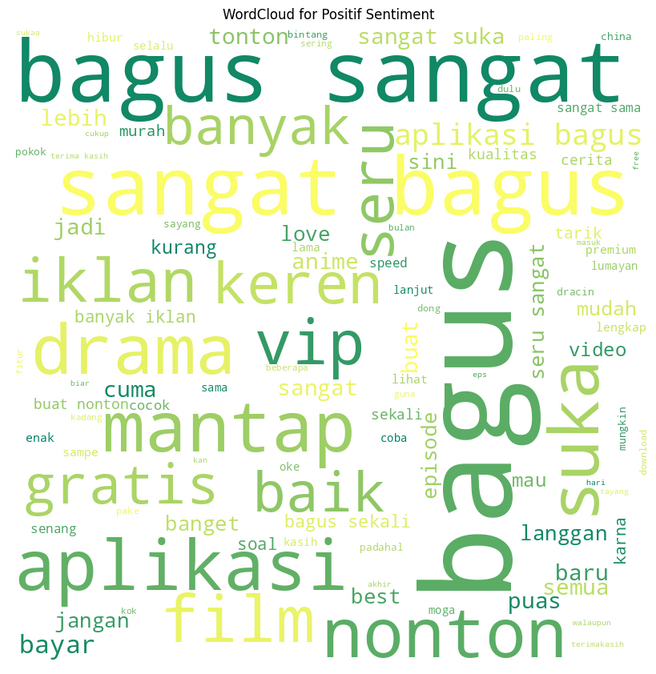 WordCloud for Positif Sentiment
sukaa
hibur
selalu
tonton
bintang
sering
sangat suka
paling
china
bagus sangat
dulu
lebih
cukup
murah
banyak
seru
aplikasi bagus
sangat sama
pokok
terima kasih
sini
kualitas
cerita
free
sangat bagus
jadi
sayang
love
bulan
tarik
masuk
kurang
lama
anime
speed
premium
lumayan
iklan
keren
lanjut
bagus
seru sangat
dracin
banyak iklan
dong
mudah
lengkap
drama
vip
buat
video
fitur
beberapa
biar
cuma
sama
sangat
lihat
eps
suka
buat nonton
cocok
guna
kadang
mantap
sekali
episode
enak
coba
mungkin
download
sampe
kan
oke
gratis
baik
mau
hari
tayang
pake
senang
banget
bagus sekali
langgan
karna
soal
kasih
padahal
aplikasi
akhir
baru
semua
best
puas
kok
film
moga
jangan
nonton
walaupun
bayar
terimakasih